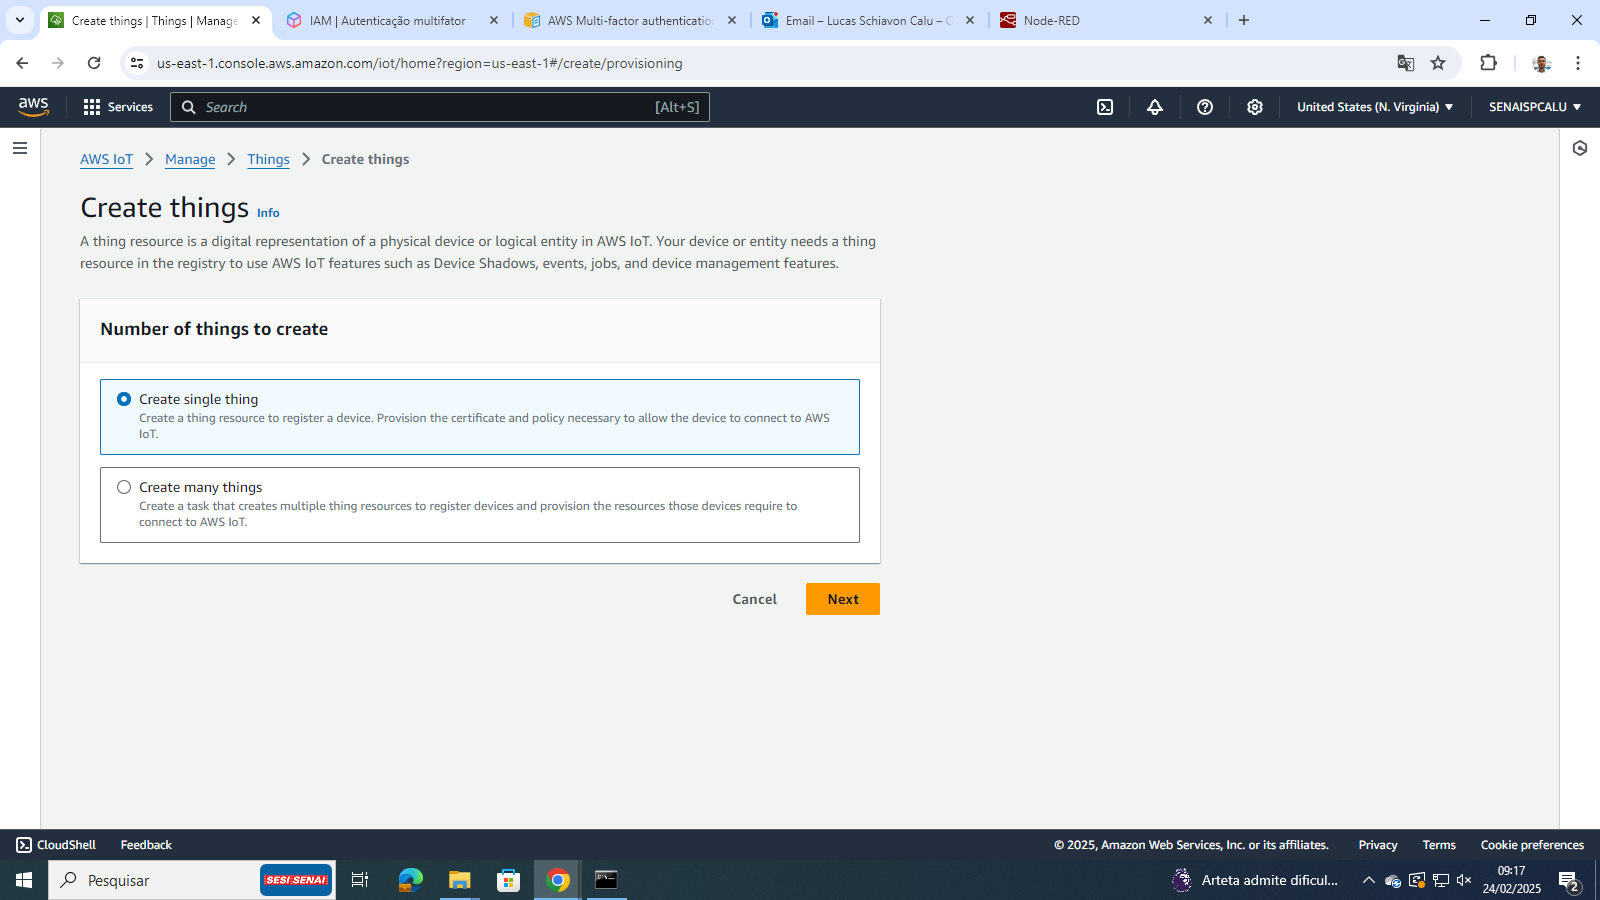 Create things | Things | Manage
IAM | Autenticação multifator
AWS Multi-factor authentication
Email – Lucas Schiavon Calu –
Node-RED
us-east-1.console.aws.amazon.com/iot/home?region=us-east-1#/create/provisioning
aws
Services
Search
[Alt+S]
United States (N. Virginia)
SENAISPCALU
AWS IoT
Manage
Things
Create things
Create things
Info
A thing resource is a digital representation of a physical device or logical entity in AWS IoT. Your device or entity needs a thing
resource in the registry to use AWS IoT features such as Device Shadows, events, jobs, and device management features.
Number of things to create
Create single thing
Create a thing resource to register a device. Provision the certificate and policy necessary to allow the device to connect to AWS
IoT.
Create many things
Create a task that creates multiple thing resources to register devices and provision the resources those devices require to
connect to AWS IoT.
Cancel
Next
CloudShell
Feedback
© 2025, Amazon Web Services, Inc. or its affiliates.
Privacy
Terms
Cookie preferences
Pesquisar
SESI SENAI
Arteta admite dificul...
09:17
24/02/2025
2